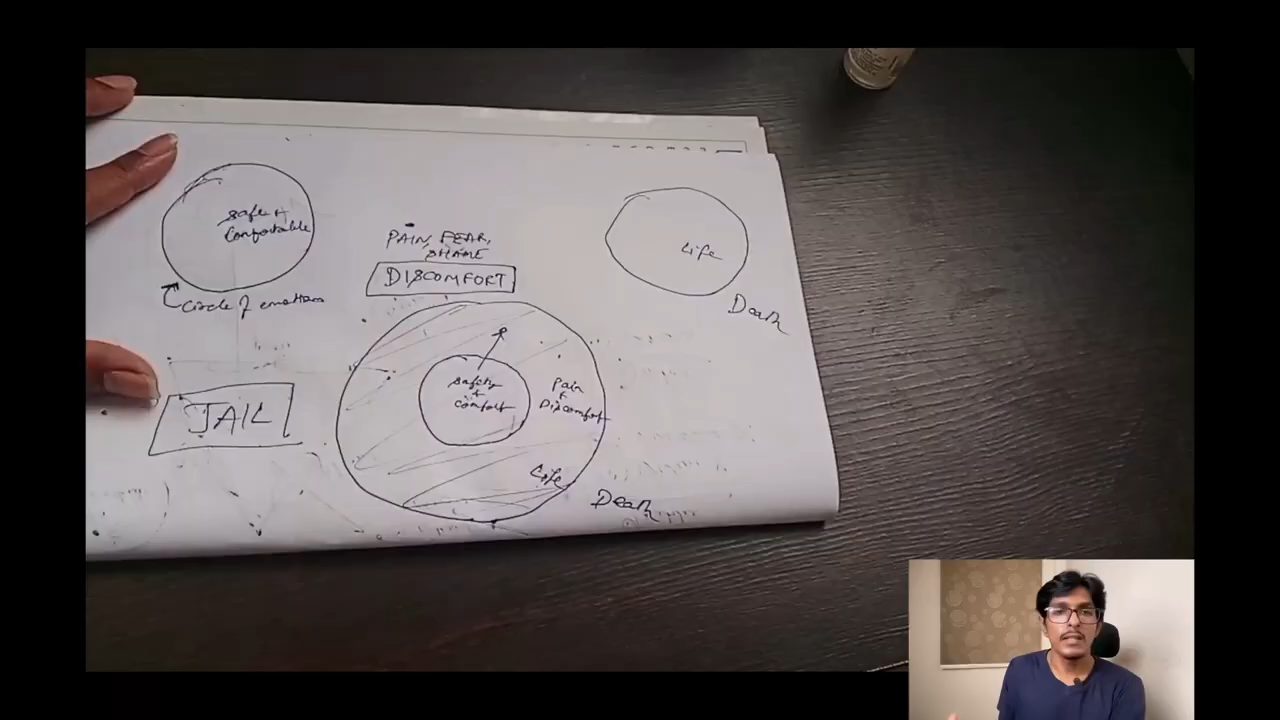 Safe &
Comfortable
Circle of emotions
PAIN, FEAR,
SHAME
DISCOMFORT
Life
Death
JAIL
Safety
&
comfort
Pain
&
Discomfort
Life
Death